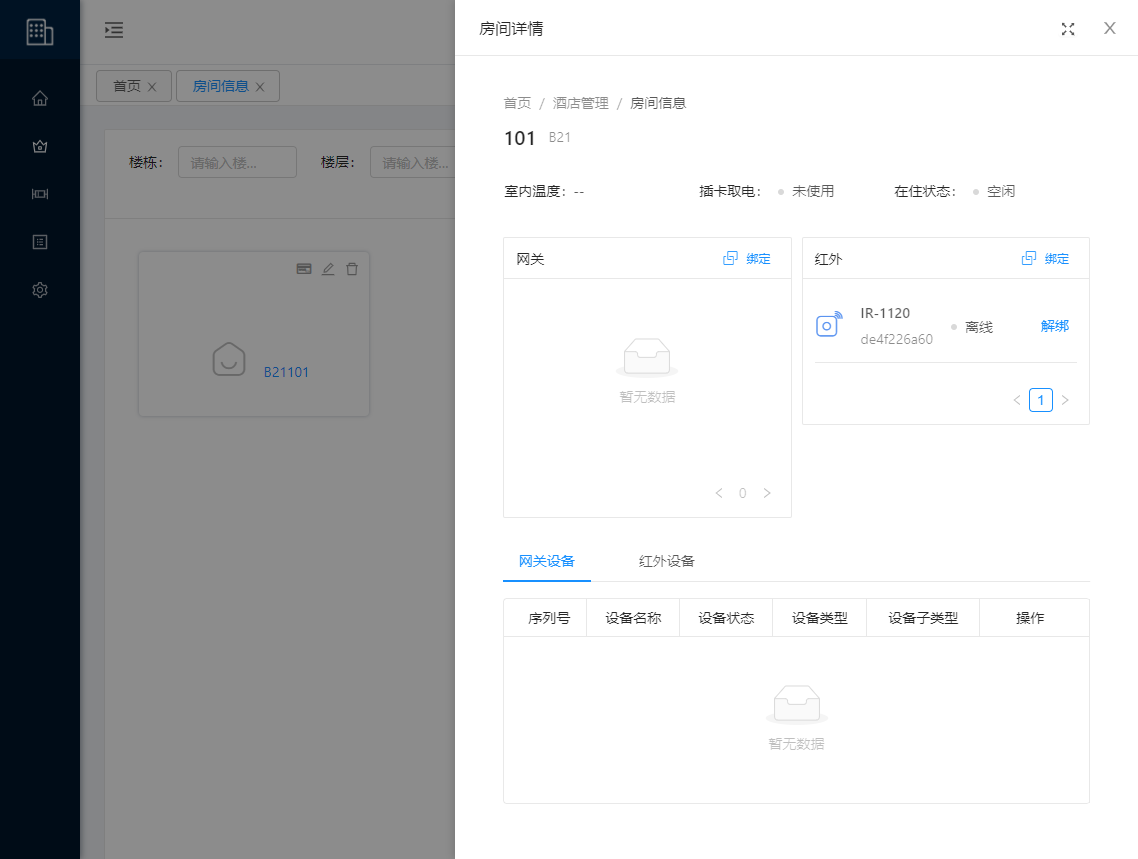 房间详情
首页 房间信息
楼栋： 请输入楼... 楼层： 请输入楼...
B21101
首页 / 酒店管理 / 房间信息
101 B21
室内温度： -- 插卡取电： 未使用 在住状态： 空闲
网关 绑定
暂无数据
0
红外 绑定
IR-1120
de4f226a60
离线 解绑
1
网关设备 红外设备
序列号 设备名称 设备状态 设备类型 设备子类型 操作
暂无数据